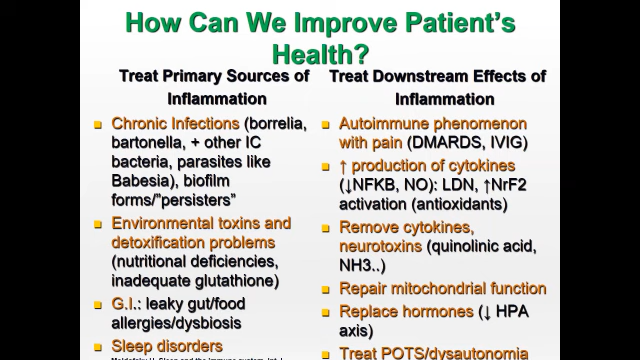 How Can We Improve Patient's
Health?
Treat Primary Sources of
Inflammation
Chronic Infections (borrelia,
bartonella, + other IC
bacteria, parasites like
Babesia), biofilm
forms/"persisters"
Environmental toxins and
detoxification problems
(nutritional deficiencies,
inadequate glutathione)
G.I.: leaky gut/food
allergies/dysbiosis
Sleep disorders
Treat Downstream Effects of
Inflammation
Autoimmune phenomenon
with pain (DMARDS, IVIG)
↑ production of cytokines
(↓NFKB, NO): LDN, ↑NrF2
activation (antioxidants)
Remove cytokines,
neurotoxins (quinolinic acid,
NH3..)
Repair mitochondrial function
Replace hormones (↓ HPA
axis)
Treat POTS/dysautonomia